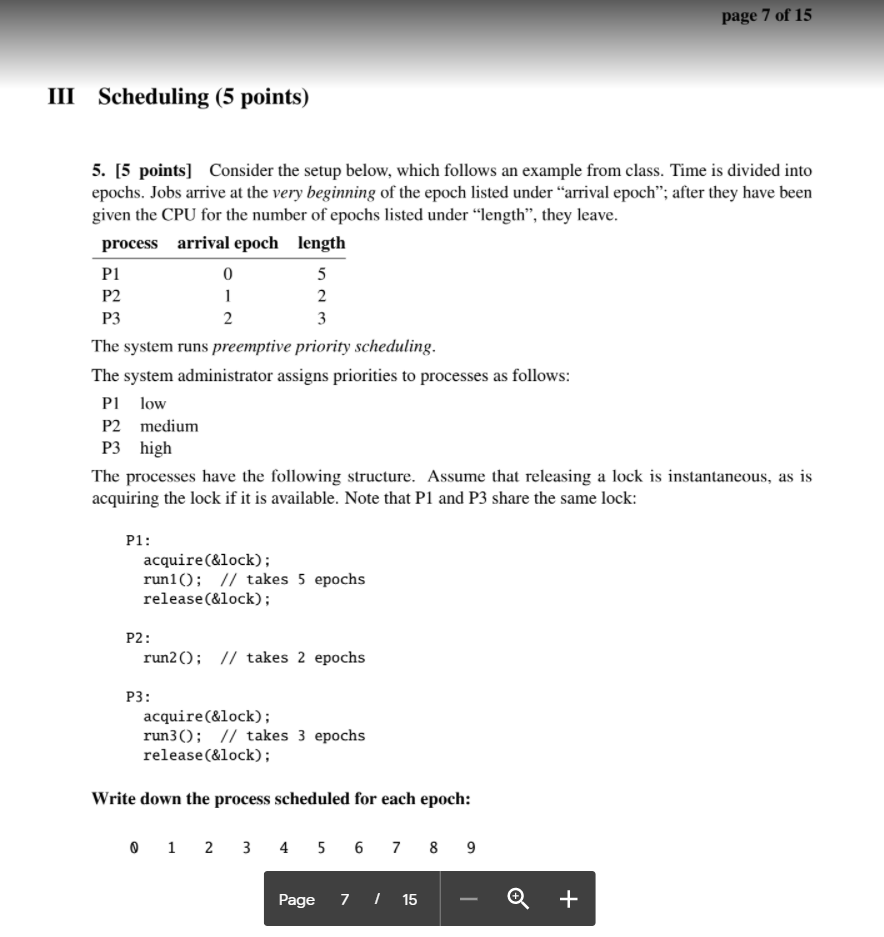 page 7 of 15
III Scheduling (5 points)
5. [5 points] Consider the setup below, which follows an example from class. Time is divided into
epochs. Jobs arrive at the very beginning of the epoch listed under “arrival epoch”; after they have been
given the CPU for the number of epochs listed under “length”, they leave.
process arrival epoch length
P1 0 5
P2 1 2
P3 2 3
The system runs preemptive priority scheduling.
The system administrator assigns priorities to processes as follows:
P1 low
P2 medium
P3 high
The processes have the following structure. Assume that releasing a lock is instantaneous, as is
acquiring the lock if it is available. Note that P1 and P3 share the same lock:
P1:
acquire(&lock);
run1(); // takes 5 epochs
release(&lock);
P2:
run2(); // takes 2 epochs
P3:
acquire(&lock);
run3(); // takes 3 epochs
release(&lock);
Write down the process scheduled for each epoch:
0 1 2 3 4 5 6 7 8 9
Page 7 / 15 — +